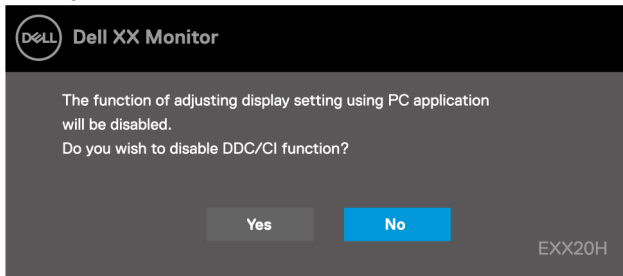 DELL Dell XX Monitor
The function of adjusting display setting using PC application
will be disabled.
Do you wish to disable DDC/CI function?
Yes No
EXX20H